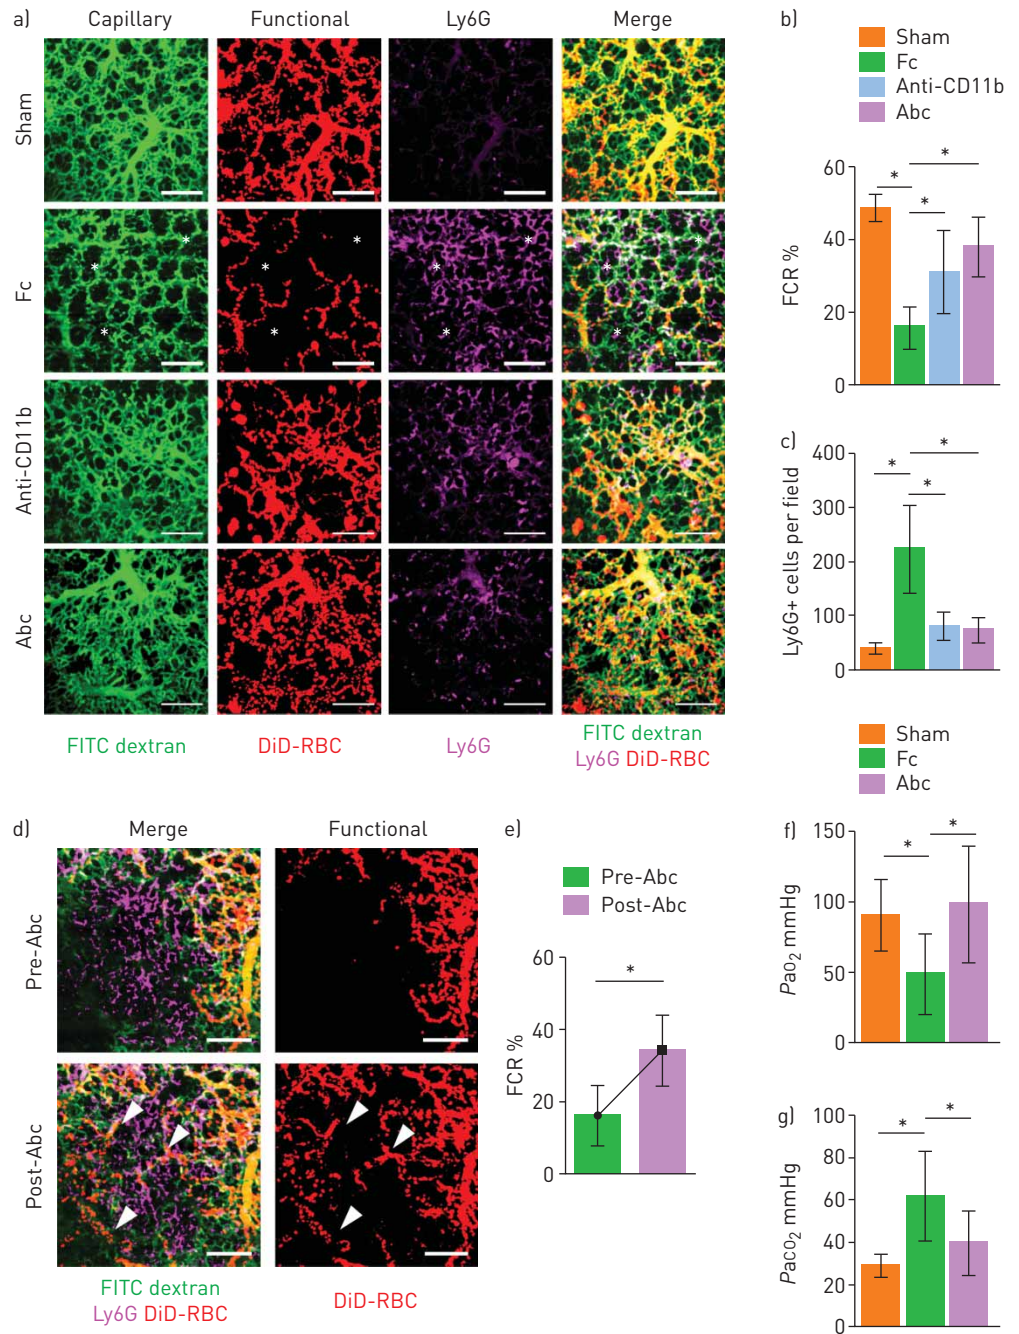 a)
Capillary Functional Ly6G Merge
Sham
Fc
* * * *
* * * *
* * * *
Anti-CD11b
Abc
FITC dextran DiD-RBC Ly6G FITC dextran
Ly6G DiD-RBC
b)
Sham
Fc
Anti-CD11b
Abc
*
* *
*
60
40
20
0
FCR %
c)
*
*
*
400
300
200
100
0
Ly6G+ cells per field
Sham
Fc
Abc
d)
Merge Functional
Pre-Abc
Post-Abc
FITC dextran
Ly6G DiD-RBC
DiD-RBC
e)
Pre-Abc
Post-Abc
*
60
40
20
0
FCR %
f)
* *
150
100
50
0
PaO2 mmHg
g)
* *
100
80
60
40
20
0
PaCO2 mmHg